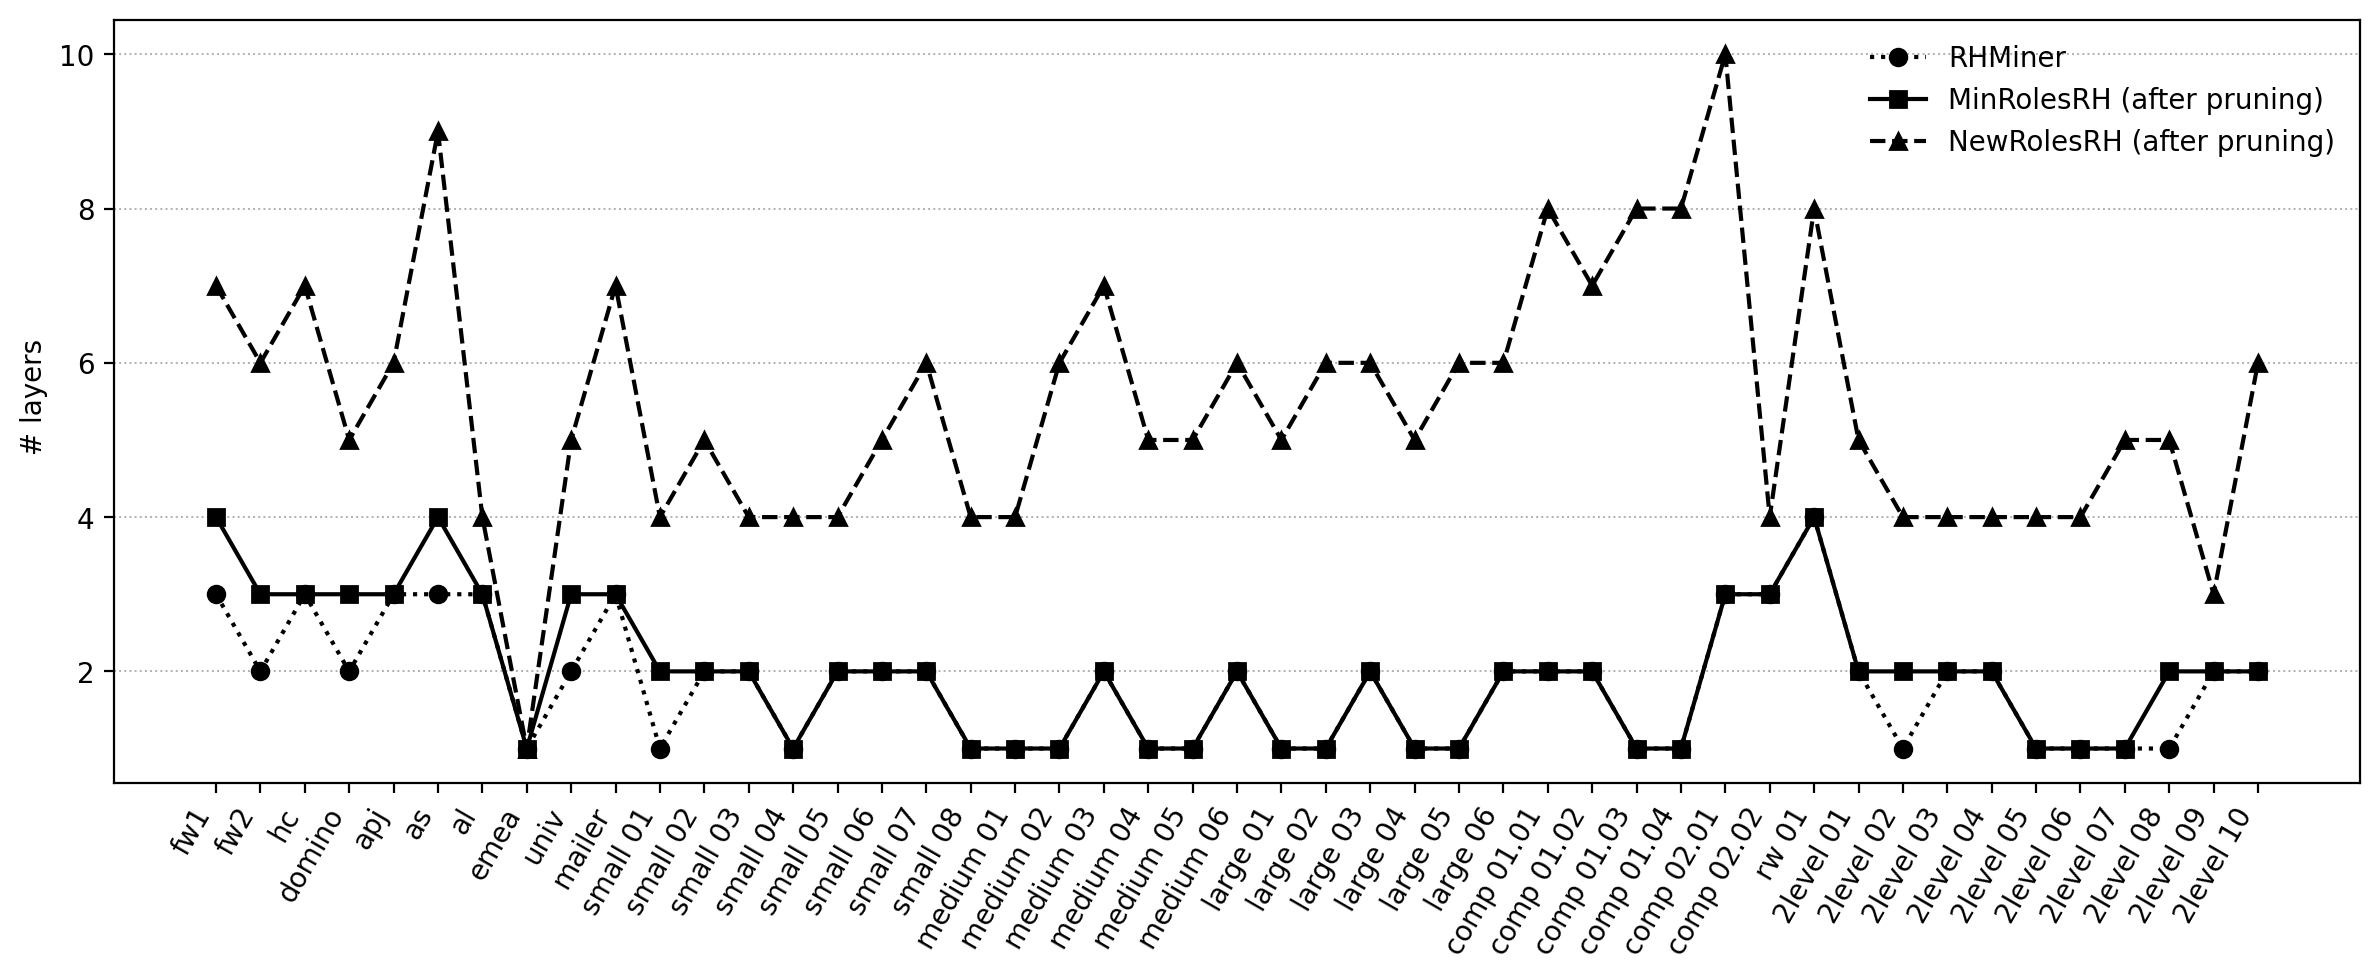 10
8
6
4
2
# layers
RHMiner
MinRolesRH (after pruning)
NewRolesRH (after pruning)
fw1
fw2
hc
domino
apj
as
al
emea
univ
mailer
small 01
small 02
small 03
small 04
small 05
small 06
small 07
small 08
medium 01
medium 02
medium 03
medium 04
medium 05
medium 06
large 01
large 02
large 03
large 04
large 05
large 06
comp 01.01
comp 01.02
comp 01.03
comp 01.04
comp 02.01
comp 02.02
rw 01
2level 01
2level 02
2level 03
2level 04
2level 05
2level 06
2level 07
2level 08
2level 09
2level 10